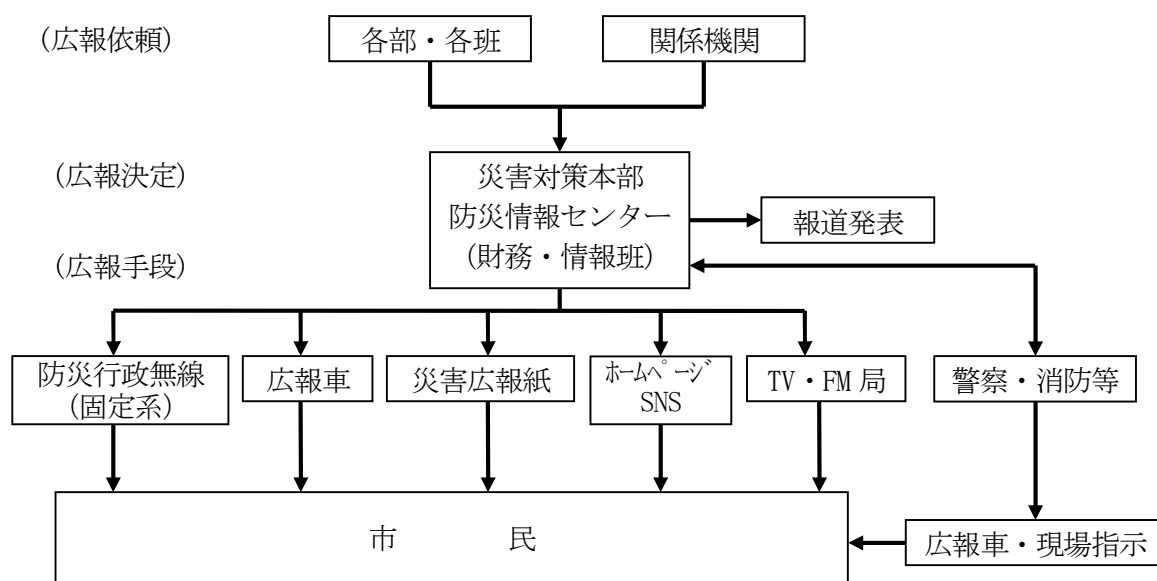 (広報依頼)
各部・各班
関係機関
(広報決定)
災害対策本部
防災情報センター
(財務・情報班)
報道発表
(広報手段)
防災行政無線
(固定系)
広報車
災害広報紙
ﾎｰﾑﾍﾟｰｼﾞ
SNS
TV・FM 局
警察・消防等
市　　　民
広報車・現場指示